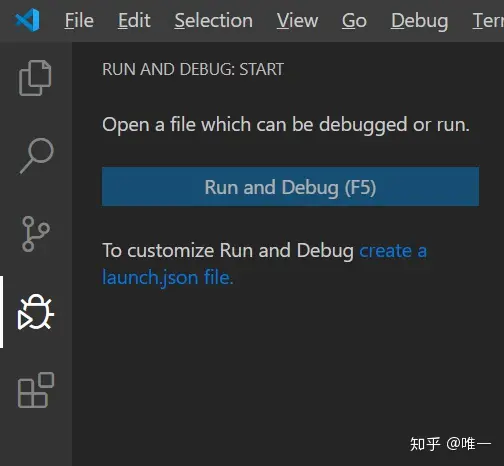 File Edit Selection View Go Debug Tern
RUN AND DEBUG: START
Open a file which can be debugged or run.
Run and Debug (F5)
To customize Run and Debug create a
launch.json file.
知乎 @唯一